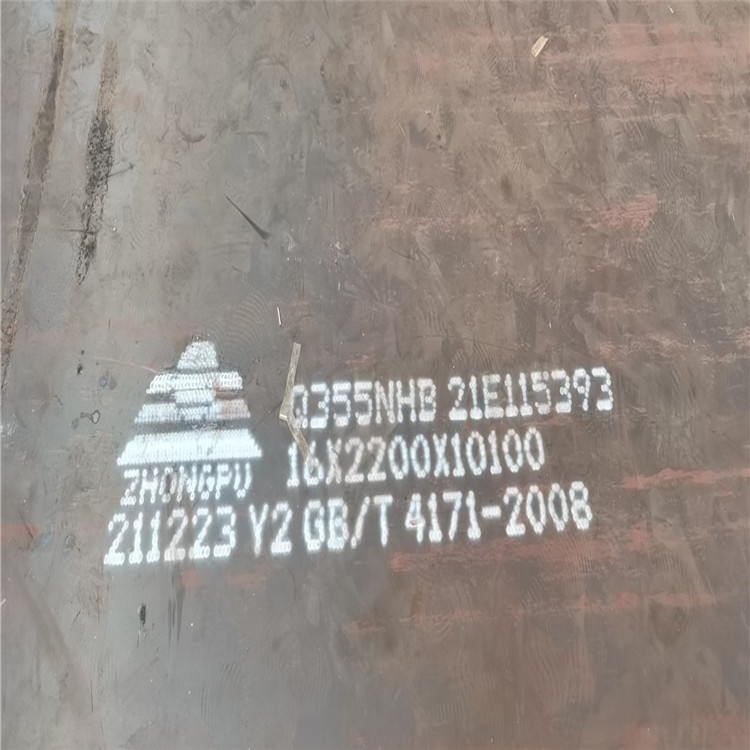 Q355NHB 21E115393
16X2200X10100
ZHONGPU
211223 Y2 GB/T 4171-2008